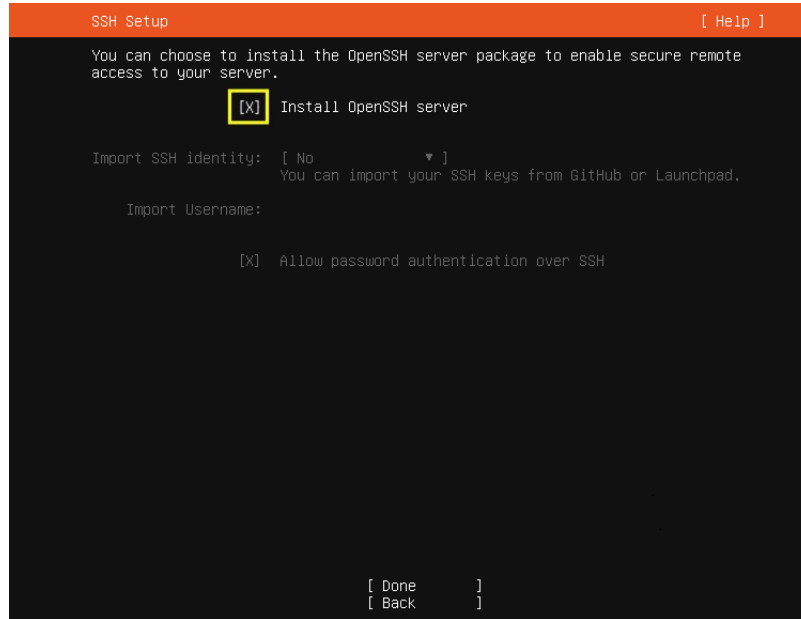 SSH Setup [ Help ]
You can choose to install the OpenSSH server package to enable secure remote
access to your server.
[X] Install OpenSSH server
Import SSH identity: [ No ▾ ]
You can import your SSH keys from GitHub or Launchpad.
Import Username:
[X] Allow password authentication over SSH
[ Done ]
[ Back ]